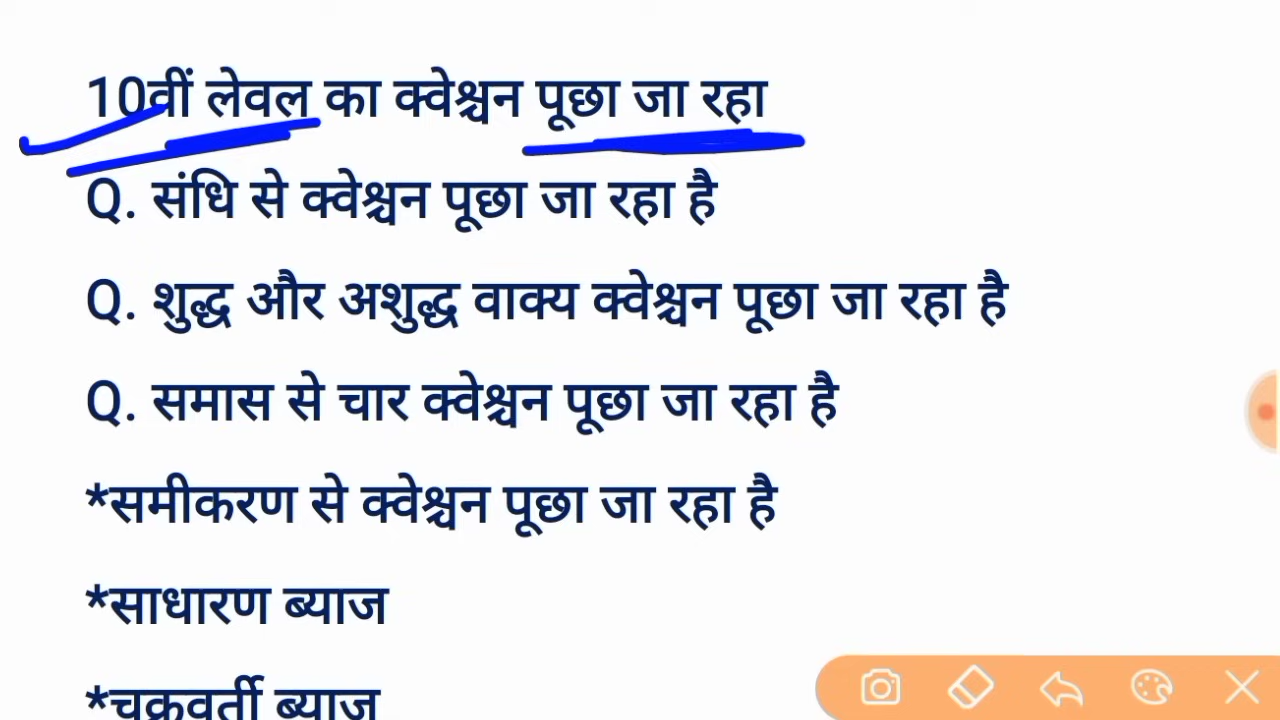 10वीं लेवल का क्वेश्चन पूछा जा रहा
Q. संधि से क्वेश्चन पूछा जा रहा है
Q. शुद्ध और अशुद्ध वाक्य क्वेश्चन पूछा जा रहा है
Q. समास से चार क्वेश्चन पूछा जा रहा है
*समीकरण से क्वेश्चन पूछा जा रहा है
*साधारण ब्याज
*चक्रवर्ती ब्याज